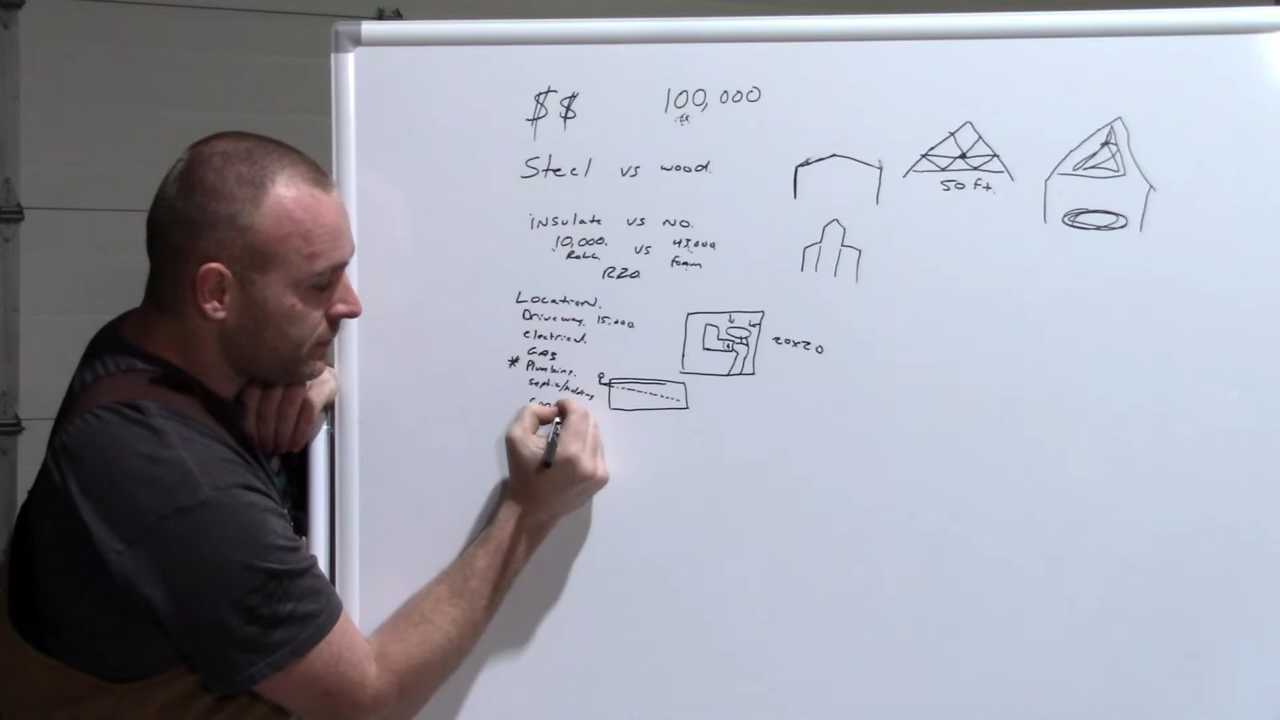 $$ 100,000
Steel vs wood.
insulate vs No.
10,000. vs 45,000
Roll foam
R20.
Location.
Driveway. 15,000
electrical.
GAS
* Plumbing.
septic/holding
50 ft.
20x20